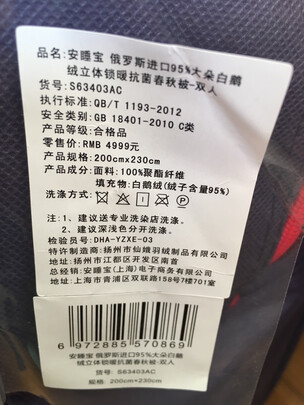 品名:安睡宝 俄罗斯进口95%大朵白鹅
绒立体锁暖抗菌春秋被-双人
货号:S63403AC
执行标准:QB/T 1193-2012
安全类别:GB 18401-2010 C类
产品等级:合格品
零售价:RMB 4999元
产品规格:200cmx230cm
产品成分:面料:100%聚酯纤维
填充物:白鹅绒(绒子含量95%)
洗涤方式:
注:1、建议送专业洗染店洗涤.
2、建议深浅色分开洗涤.
检验员号:DHA-YZXE-03
特许制造商:扬州市仙娥羽绒制品有限公司
地址:扬州市江都区开发区南首
总经销:安睡宝(上海)电子商务有限公司
地址:上海市青浦区双联路158号7楼701室
安睡宝 俄罗斯进口95%大朵白鹅
绒立体锁暖抗菌春秋被-双人
货号:S63403AC
6 972885 570869
规格:200cm×230cm